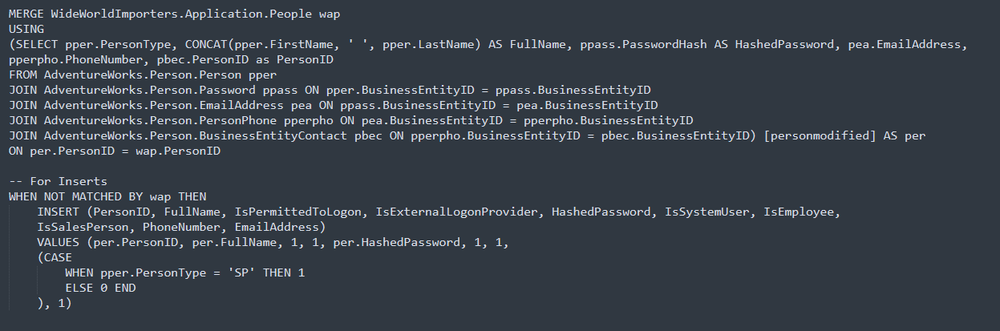 MERGE WideWorldImporters.Application.People wap
USING
(SELECT pper.PersonType, CONCAT(pper.FirstName, ' ', pper.LastName) AS FullName, ppass.PasswordHash AS HashedPassword, pea.EmailAddress,
pperpho.PhoneNumber, pbec.PersonID as PersonID
FROM AdventureWorks.Person.Person pper
JOIN AdventureWorks.Person.Password ppass ON pper.BusinessEntityID = ppass.BusinessEntityID
JOIN AdventureWorks.Person.EmailAddress pea ON ppass.BusinessEntityID = pea.BusinessEntityID
JOIN AdventureWorks.Person.PersonPhone pperpho ON pea.BusinessEntityID = pperpho.BusinessEntityID
JOIN AdventureWorks.Person.BusinessEntityContact pbec ON pperpho.BusinessEntityID = pbec.BusinessEntityID) [personmodified] AS per
ON per.PersonID = wap.PersonID

-- For Inserts
WHEN NOT MATCHED BY wap THEN
    INSERT (PersonID, FullName, IsPermittedToLogon, IsExternalLogonProvider, HashedPassword, IsSystemUser, IsEmployee,
    IsSalesPerson, PhoneNumber, EmailAddress)
    VALUES (per.PersonID, per.FullName, 1, 1, per.HashedPassword, 1, 1,
    (CASE
        WHEN pper.PersonType = 'SP' THEN 1
        ELSE 0 END
    ), 1)